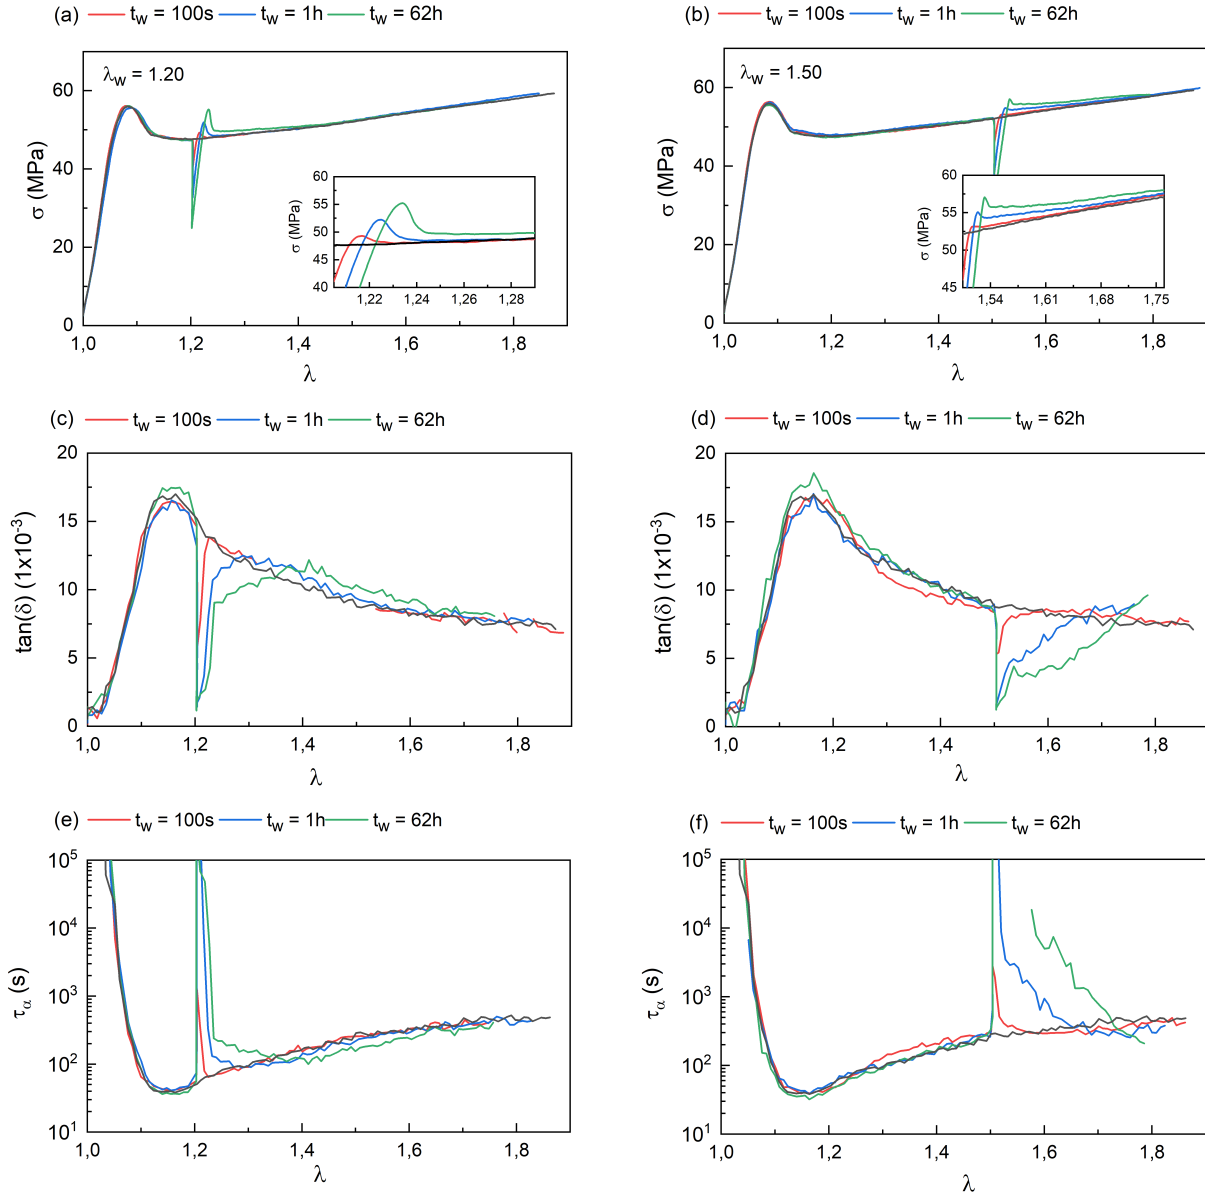 (a) t_w = 100s t_w = 1h t_w = 62h
λ_w = 1.20
σ (MPa)
60
40
20
0
1,0 1,2 1,4 1,6 1,8
λ
σ (MPa)
60
55
50
45
40
1,22 1,24 1,26 1,28
(b) t_w = 100s t_w = 1h t_w = 62h
λ_w = 1.50
σ (MPa)
60
40
20
0
1,0 1,2 1,4 1,6 1,8
λ
σ (MPa)
60
55
50
45
1,54 1,61 1,68 1,75
(c) t_w = 100s t_w = 1h t_w = 62h
tan(δ) (1x10^-3)
20
15
10
5
0
1,0 1,2 1,4 1,6 1,8
λ
(d) t_w = 100s t_w = 1h t_w = 62h
tan(δ) (1x10^-3)
20
15
10
5
0
1,0 1,2 1,4 1,6 1,8
λ
(e) t_w = 100s t_w = 1h t_w = 62h
τ_α (s)
10^5
10^4
10^3
10^2
10^1
1,0 1,2 1,4 1,6 1,8
λ
(f) t_w = 100s t_w = 1h t_w = 62h
τ_α (s)
10^5
10^4
10^3
10^2
10^1
1,0 1,2 1,4 1,6 1,8
λ